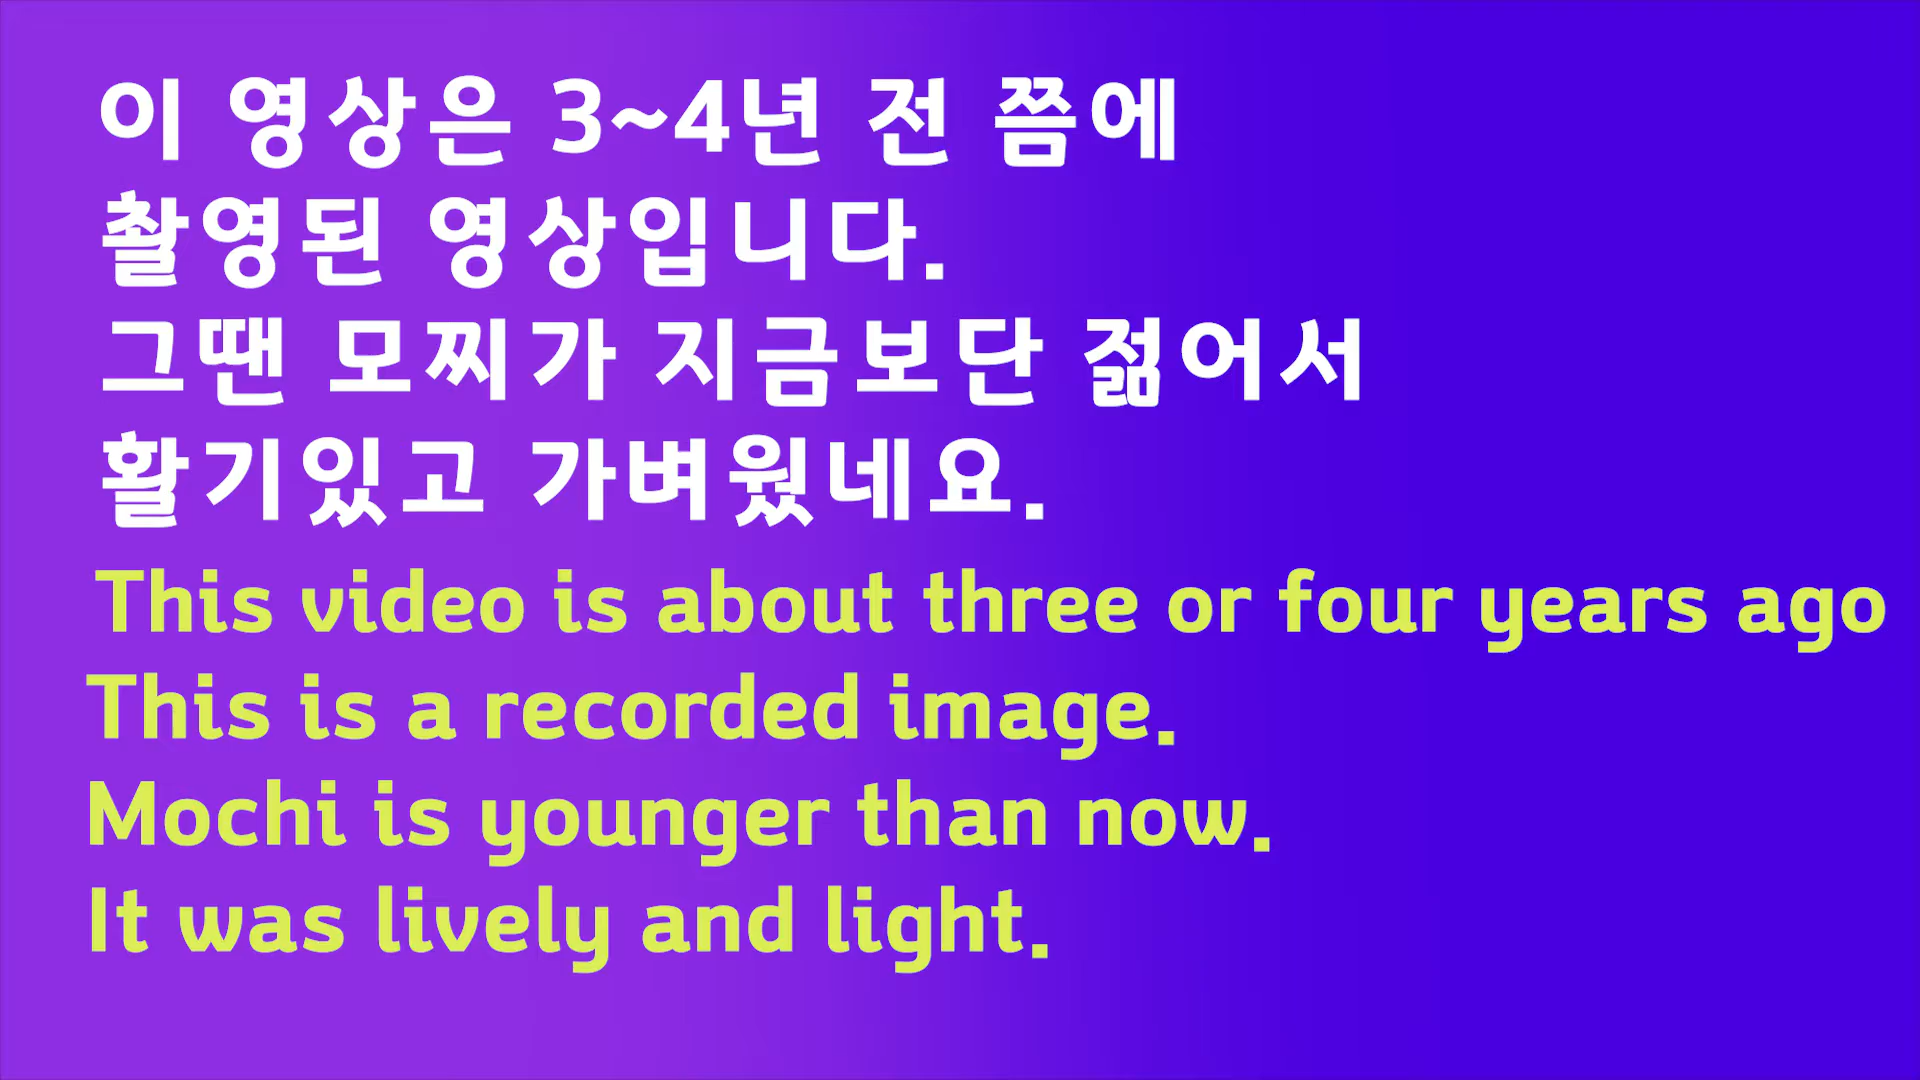 이 영상은 3~4년 전 쯤에
촬영된 영상입니다.
그땐 모찌가 지금보단 젊어서
활기있고 가벼웠네요.
This video is about three or four years ago
This is a recorded image.
Mochi is younger than now.
It was lively and light.